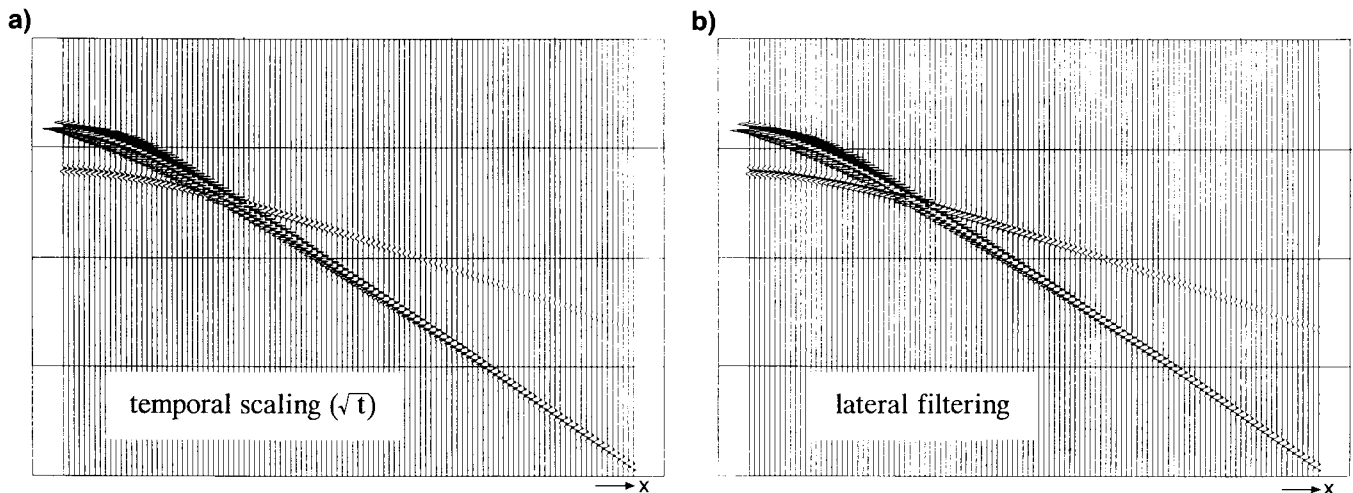 a)
temporal scaling (√t)
→ x
b)
lateral filtering
→ x